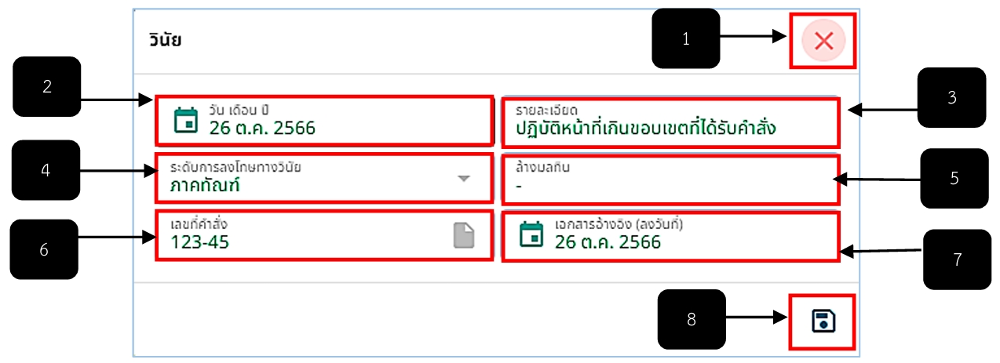 วินัย
1
2
วัน เดือน ปี
26 ต.ค. 2566
รายละเอียด
ปฏิบัติหน้าที่เกินขอบเขตที่ได้รับคำสั่ง
3
4
ระดับการลงโทษทางวินัย
ภาคทัณฑ์
ล้างมลทิน
-
5
6
เลขที่คำสั่ง
123-45
เอกสารอ้างอิง (ลงวันที่)
26 ต.ค. 2566
7
8